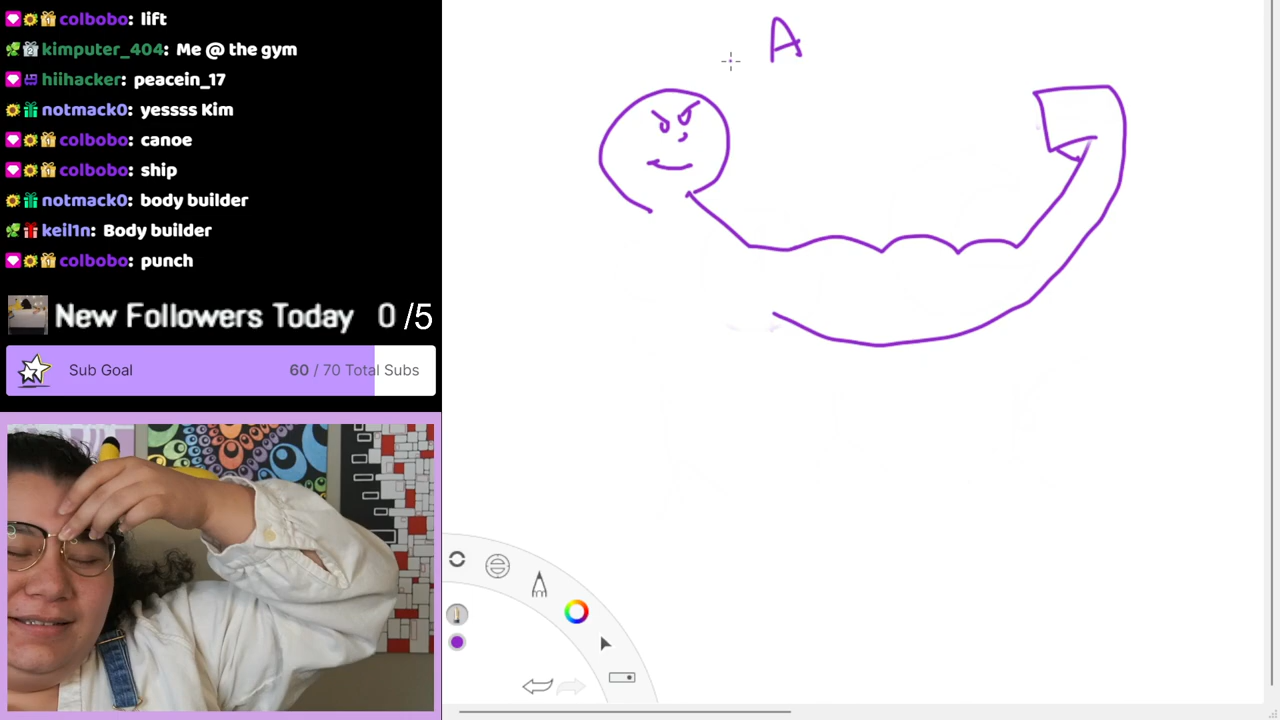 colbobo: lift
kimputer_404: Me @ the gym
hiihacker: peacein_17
notmack0: yessss Kim
colbobo: canoe
colbobo: ship
notmack0: body builder
keil1n: Body builder
colbobo: punch
New Followers Today 0 /5
Sub Goal 60 / 70 Total Subs
A